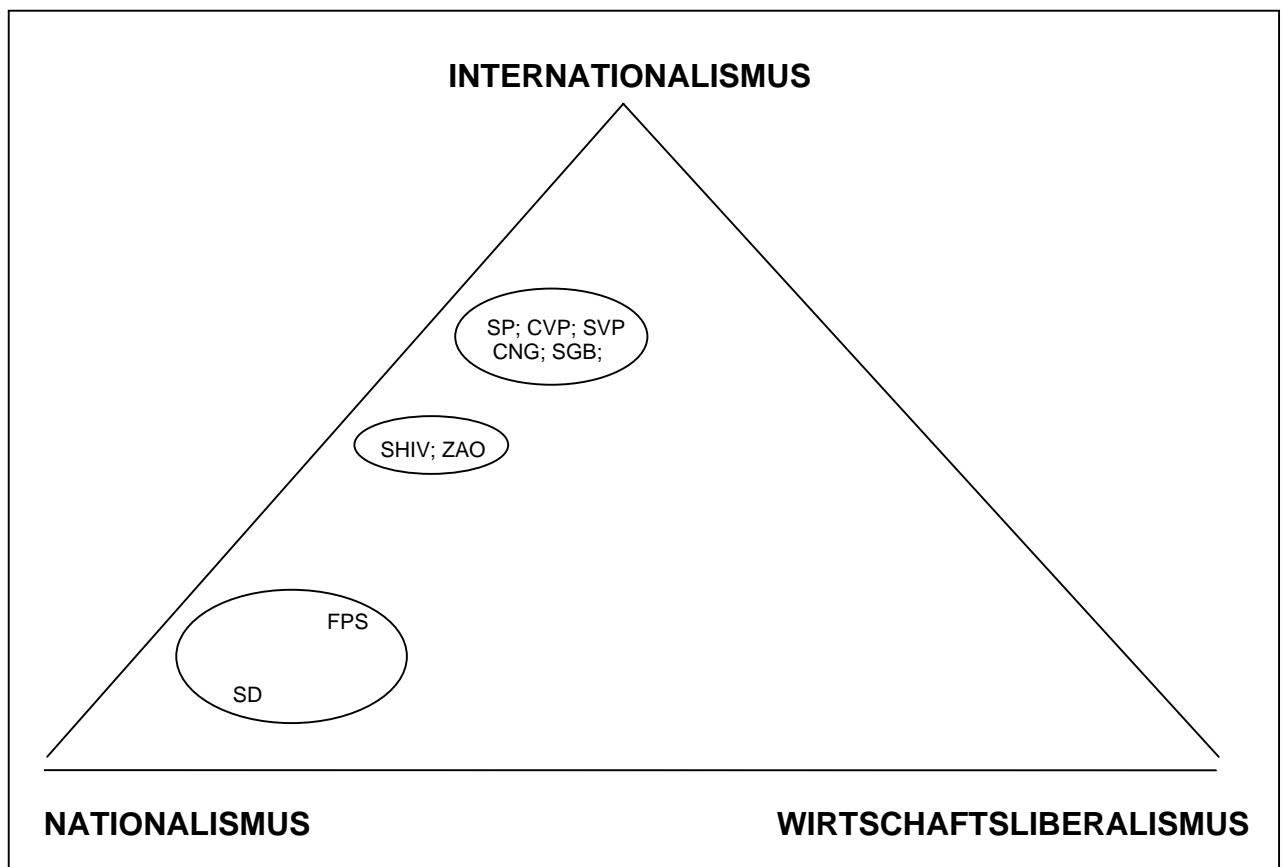 INTERNATIONALISMUS
SP; CVP; SVP
CNG; SGB;
SHIV; ZAO
FPS
SD
NATIONALISMUS
WIRTSCHAFTSLIBERALISMUS